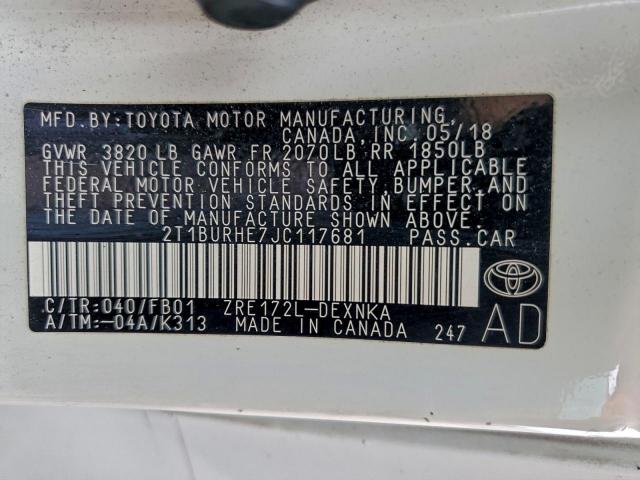 MFD.BY:TOYOTA MOTOR MANUFACTURING,
CANADA,INC.05/18
GVWR 3820 LB GAWR FR 2070LB RR 1850LB
THIS VEHICLE CONFORMS TO ALL APPLICABLE
FEDERAL MOTOR VEHICLE SAFETY,BUMPER,AND
THEFT PREVENTION STANDARDS IN EFFECT ON
THE DATE OF MANUFACTURE SHOWN ABOVE.
2T1BURHE7JC117681 PASS.CAR
C/TR:040/FB01 ZRE172L-DEXNKA
A/TM:-04A/K313 MADE IN CANADA 247 AD